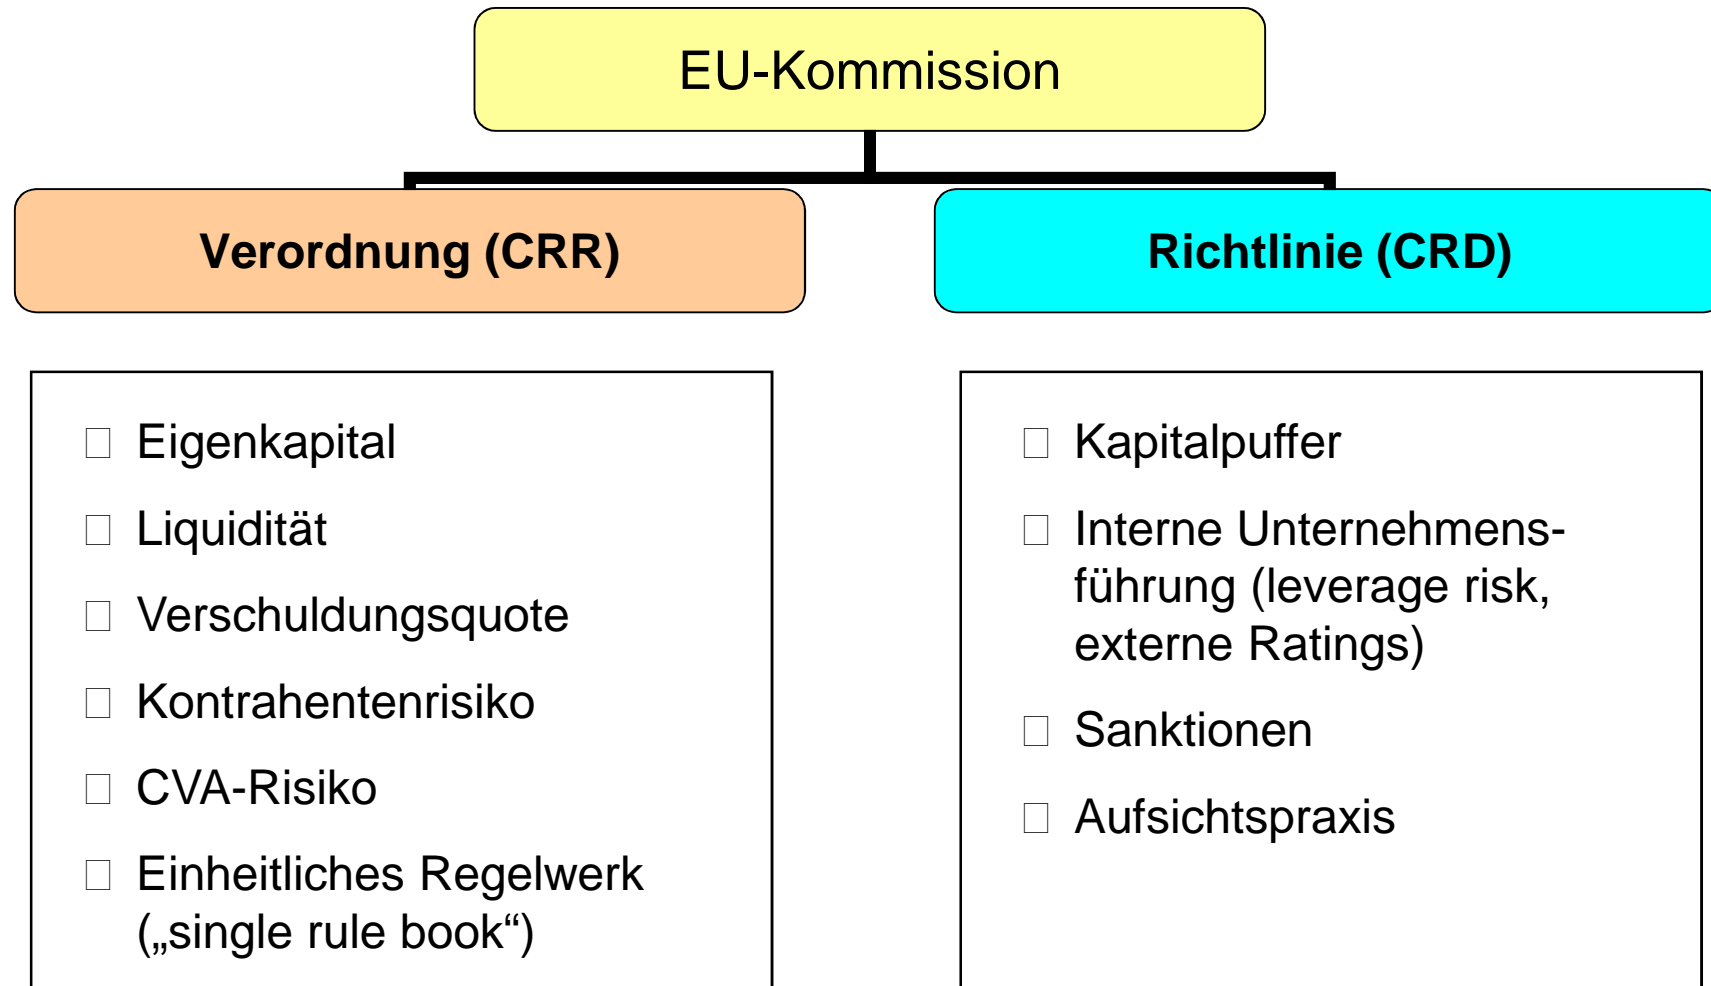 EU-Kommission
Verordnung (CRR)
Richtlinie (CRD)
Eigenkapital
Liquidität
Verschuldungsquote
Kontrahentenrisiko
CVA-Risiko
Einheitliches Regelwerk
(„single rule book“)
Kapitalpuffer
Interne Unternehmens-
führung (leverage risk,
externe Ratings)
Sanktionen
Aufsichtspraxis